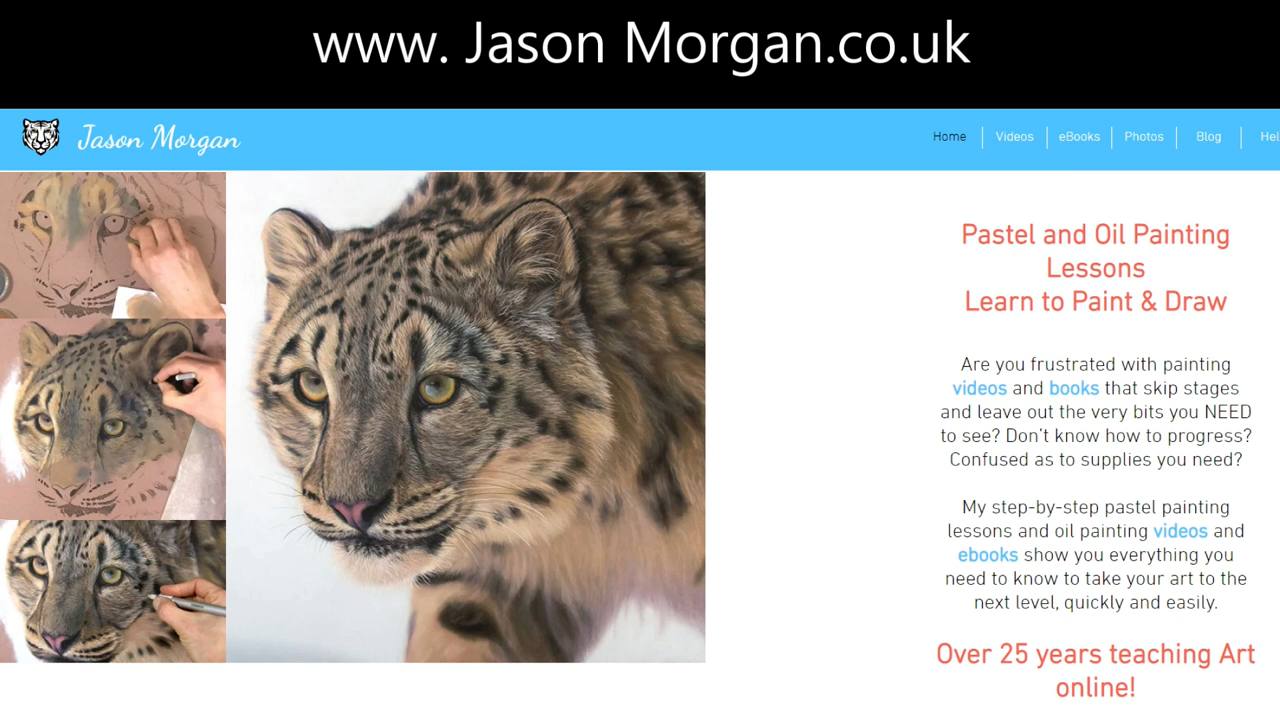 www. Jason Morgan.co.uk
Jason Morgan
Home
Videos
eBooks
Photos
Blog
Hel
Pastel and Oil Painting
Lessons
Learn to Paint & Draw
Are you frustrated with painting
videos and books that skip stages
and leave out the very bits you NEED
to see? Don't know how to progress?
Confused as to supplies you need?
My step-by-step pastel painting
lessons and oil painting videos and
ebooks show you everything you
need to know to take your art to the
next level, quickly and easily.
Over 25 years teaching Art
online!